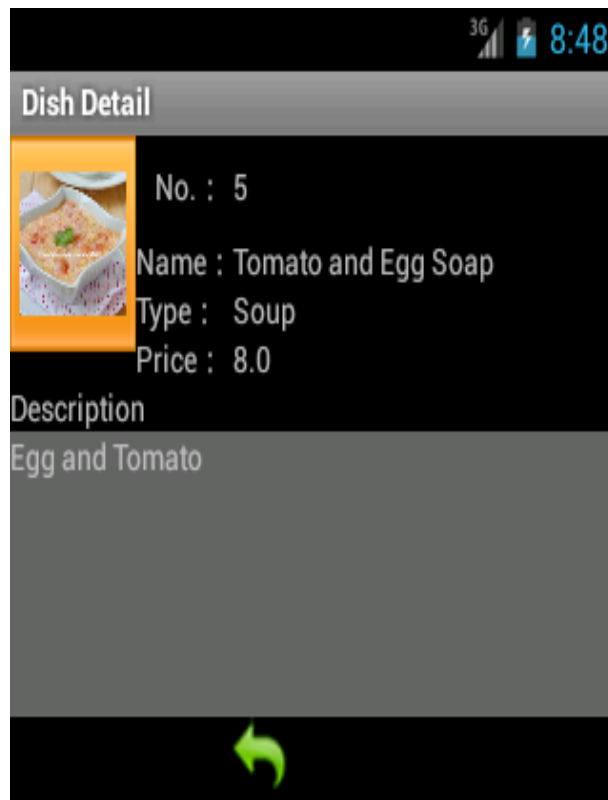 3G 8:48
Dish Detail
No. : 5
Name : Tomato and Egg Soap
Type : Soup
Price : 8.0
Description
Egg and Tomato